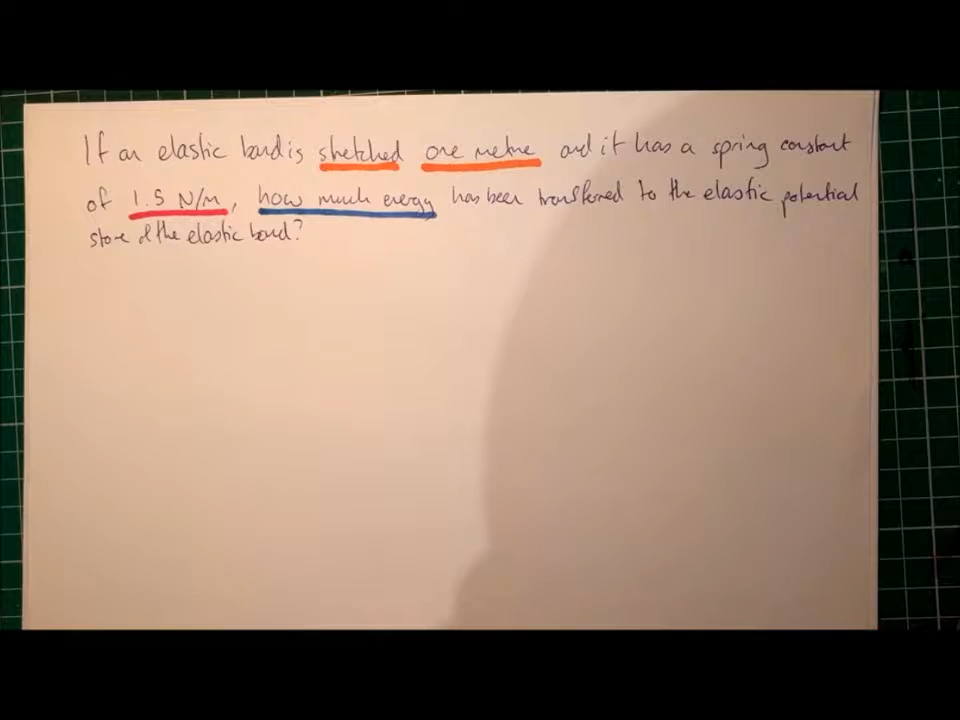 If an elastic band is stretched one metre and it has a spring constant
of 1.5 N/m, how much energy has been transferred to the elastic potential
store of the elastic band?